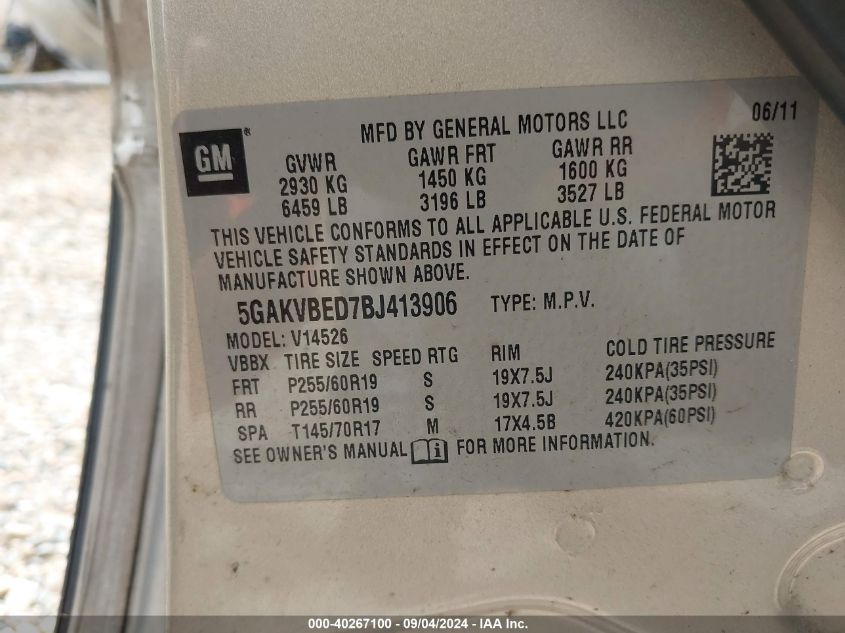 06/11
MFD BY GENERAL MOTORS LLC
GM®
GVWR GAWR FRT GAWR RR
2930 KG 1450 KG 1600 KG
6459 LB 3196 LB 3527 LB
THIS VEHICLE CONFORMS TO ALL APPLICABLE U.S. FEDERAL MOTOR
VEHICLE SAFETY STANDARDS IN EFFECT ON THE DATE OF
MANUFACTURE SHOWN ABOVE.
5GAKVBED7BJ413906 TYPE: M.P.V.
MODEL: V14526
VBBX TIRE SIZE SPEED RTG RIM COLD TIRE PRESSURE
FRT P255/60R19 S 19X7.5J 240KPA(35PSI)
RR P255/60R19 S 19X7.5J 240KPA(35PSI)
SPA T145/70R17 M 17X4.5B 420KPA(60PSI)
SEE OWNER'S MANUAL i FOR MORE INFORMATION.
000-40267100 - 09/04/2024 - IAA Inc.